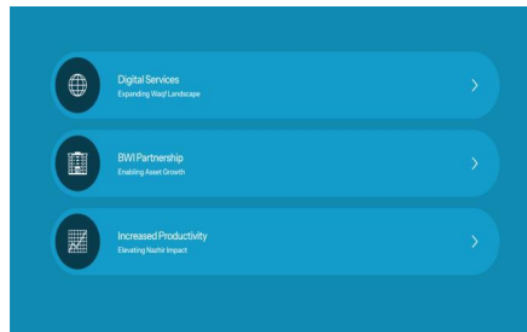 Digital Services
Expanding Waqf Landscape
BWI Partnership
Enabling Asset Growth
Increased Productivity
Elevating Nazhir Impact